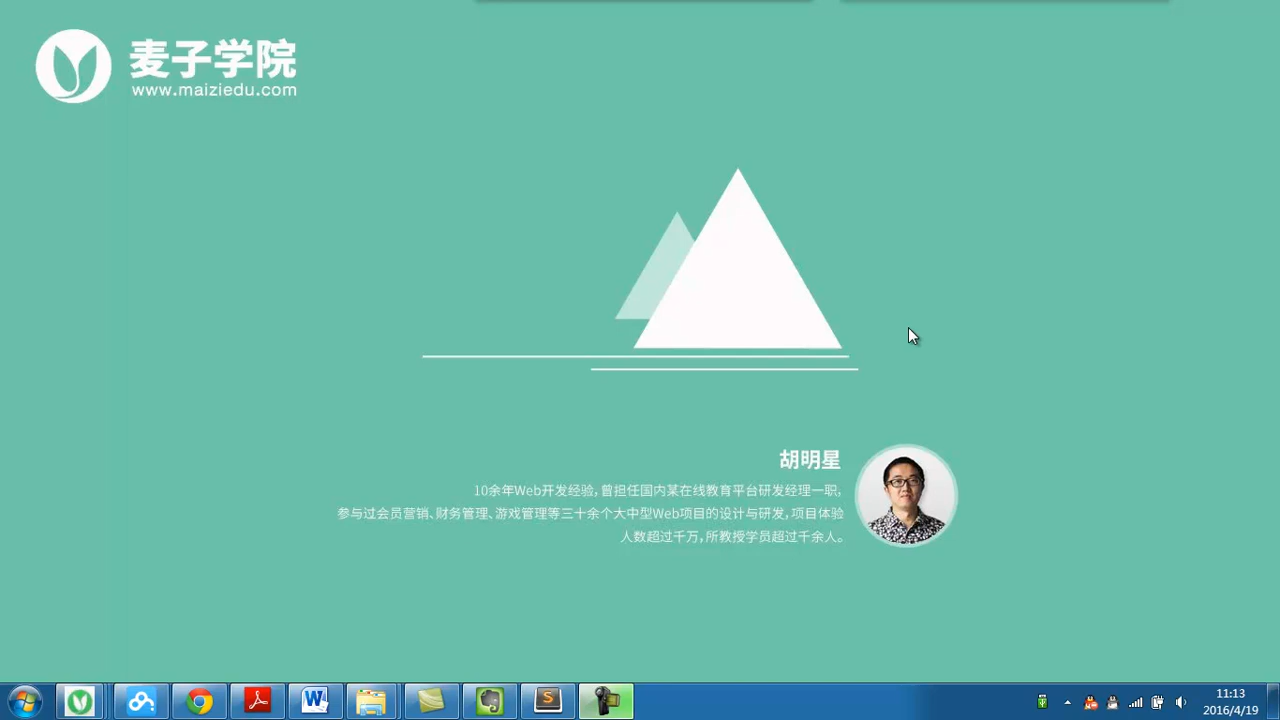 麦子学院
www.maiziedu.com
胡明星
10余年Web开发经验,曾担任国内某在线教育平台研发经理一职,
参与过会员营销、财务管理、游戏管理等三十余个大中型Web项目的设计与研发,项目体验
人数超过千万,所教授学员超过千余人。
11:13
2016/4/19